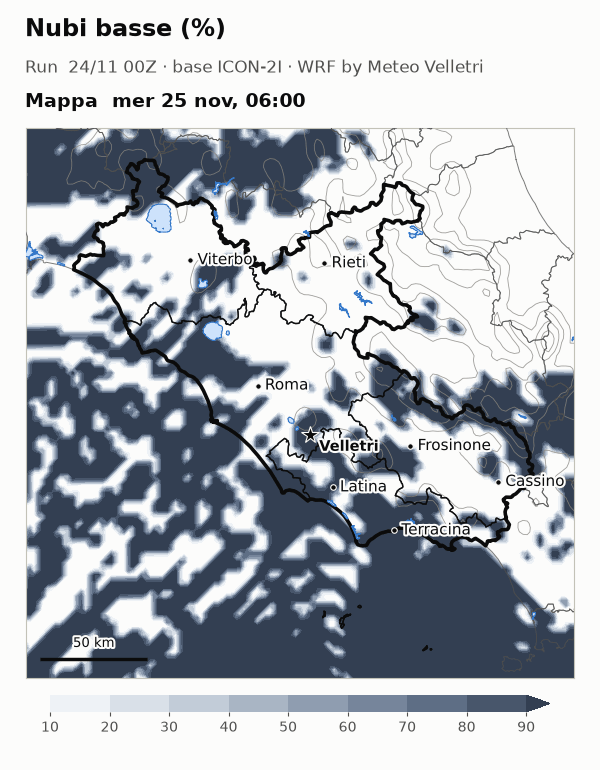 Nubi basse (%)
Run  24/11 00Z · base ICON-2I · WRF by Meteo Velletri
Mappa  mer 25 nov, 06:00
Viterbo
Rieti
Roma
Velletri
Frosinone
Cassino
Latina
Terracina
50 km
10 20 30 40 50 60 70 80 90